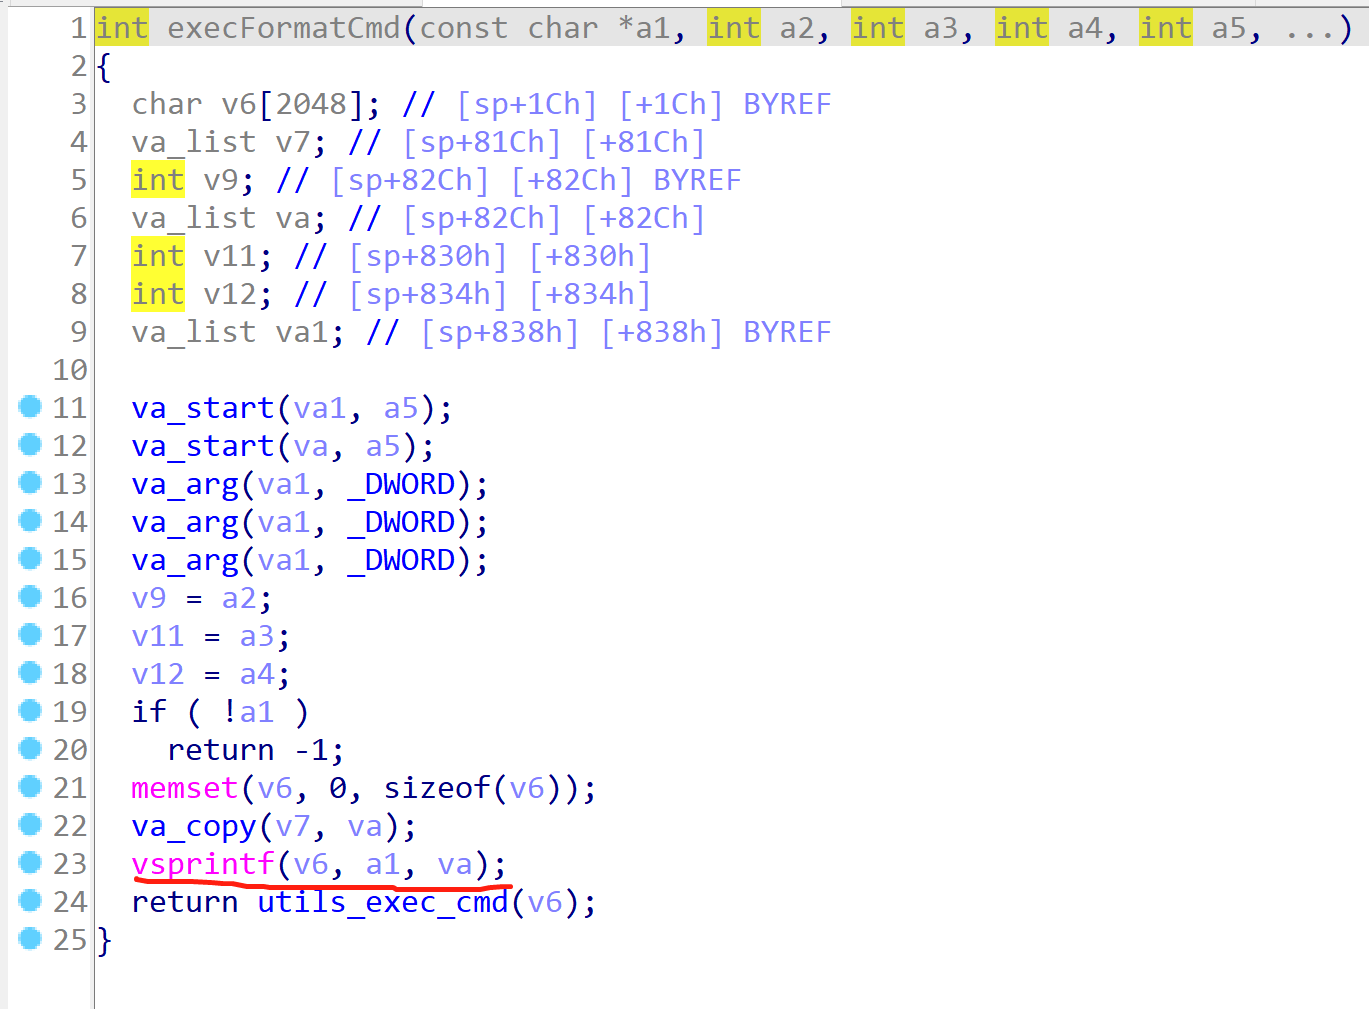 1 int execFormatCmd(const char *a1, int a2, int a3, int a4, int a5, ...)
2 {
3   char v6[2048]; // [sp+1Ch] [+1Ch] BYREF
4   va_list v7; // [sp+81Ch] [+81Ch]
5   int v9; // [sp+82Ch] [+82Ch] BYREF
6   va_list va; // [sp+82Ch] [+82Ch]
7   int v11; // [sp+830h] [+830h]
8   int v12; // [sp+834h] [+834h]
9   va_list va1; // [sp+838h] [+838h] BYREF
10
11   va_start(va1, a5);
12   va_start(va, a5);
13   va_arg(va1, _DWORD);
14   va_arg(va1, _DWORD);
15   va_arg(va1, _DWORD);
16   v9 = a2;
17   v11 = a3;
18   v12 = a4;
19   if ( !a1 )
20     return -1;
21   memset(v6, 0, sizeof(v6));
22   va_copy(v7, va);
23   vsprintf(v6, a1, va);
24   return utils_exec_cmd(v6);
25 }